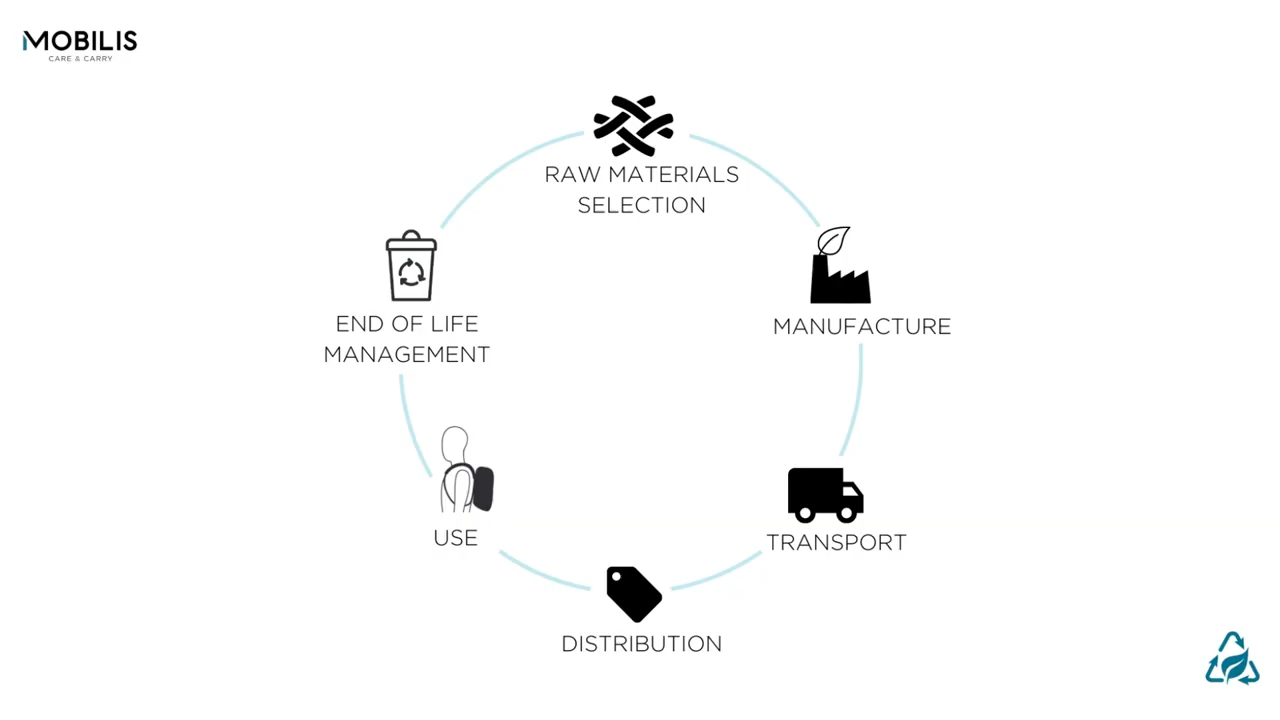 MOBILIS
CARE & CARRY
RAW MATERIALS
SELECTION
MANUFACTURE
TRANSPORT
DISTRIBUTION
USE
END OF LIFE
MANAGEMENT